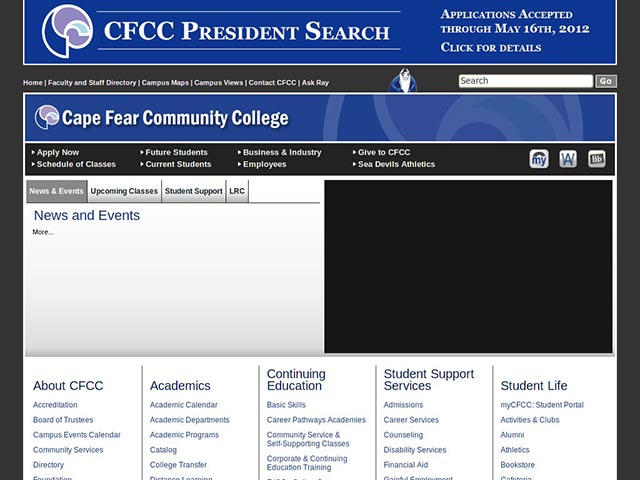 CFCC President Search
Applications Accepted
through May 16th, 2012
Click for details
Home | Faculty and Staff Directory | Campus Maps | Campus Views | Contact CFCC | Ask Ray
Search
Go
Cape Fear Community College
Apply Now
Future Students
Business & Industry
Give to CFCC
Schedule of Classes
Current Students
Employees
Sea Devils Athletics
my
W
Bb
News & Events
Upcoming Classes
Student Support
LRC
News and Events
More...
About CFCC
Accreditation
Board of Trustees
Campus Events Calendar
Community Services
Directory
Foundation
Academics
Academic Calendar
Academic Departments
Academic Programs
Catalog
College Transfer
Distance Learning
Continuing
Education
Basic Skills
Career Pathways Academies
Community Service &
Self-Supporting Classes
Corporate & Continuing
Education Training
Student Support
Services
Admissions
Career Services
Counseling
Disability Services
Financial Aid
Gainful Employment
Student Life
myCFCC: Student Portal
Activities & Clubs
Alumni
Athletics
Bookstore
Cafeteria